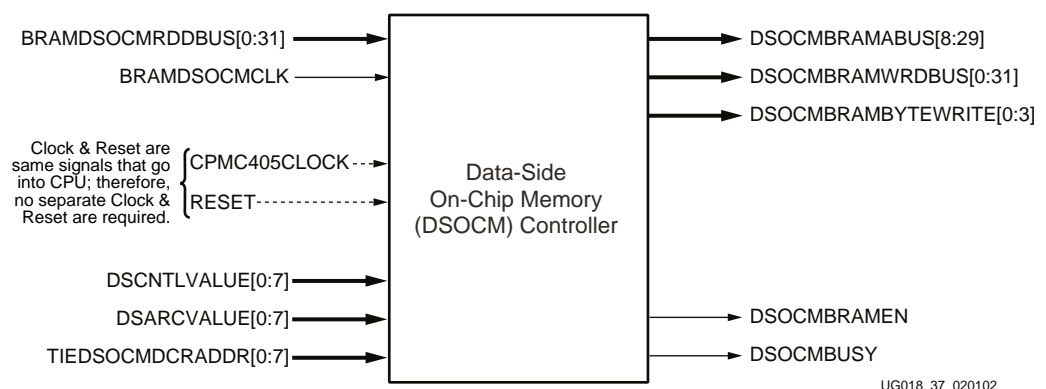 BRAMDSOCMRDDBUS[0:31]
BRAMDSOCMCLK
Clock & Reset are
same signals that go
into CPU; therefore,
no separate Clock &
Reset are required.
CPMC405CLOCK
RESET
DSCNTLVALUE[0:7]
DSARCVALUE[0:7]
TIEDSOCMDCRADDR[0:7]
Data-Side
On-Chip Memory
(DSOCM) Controller
DSOCMBRAMABUS[8:29]
DSOCMBRAMWRDBUS[0:31]
DSOCMBRAMBYTEWRITE[0:3]
DSOCMBRAMEN
DSOCMBUSY
UG018_37_020102